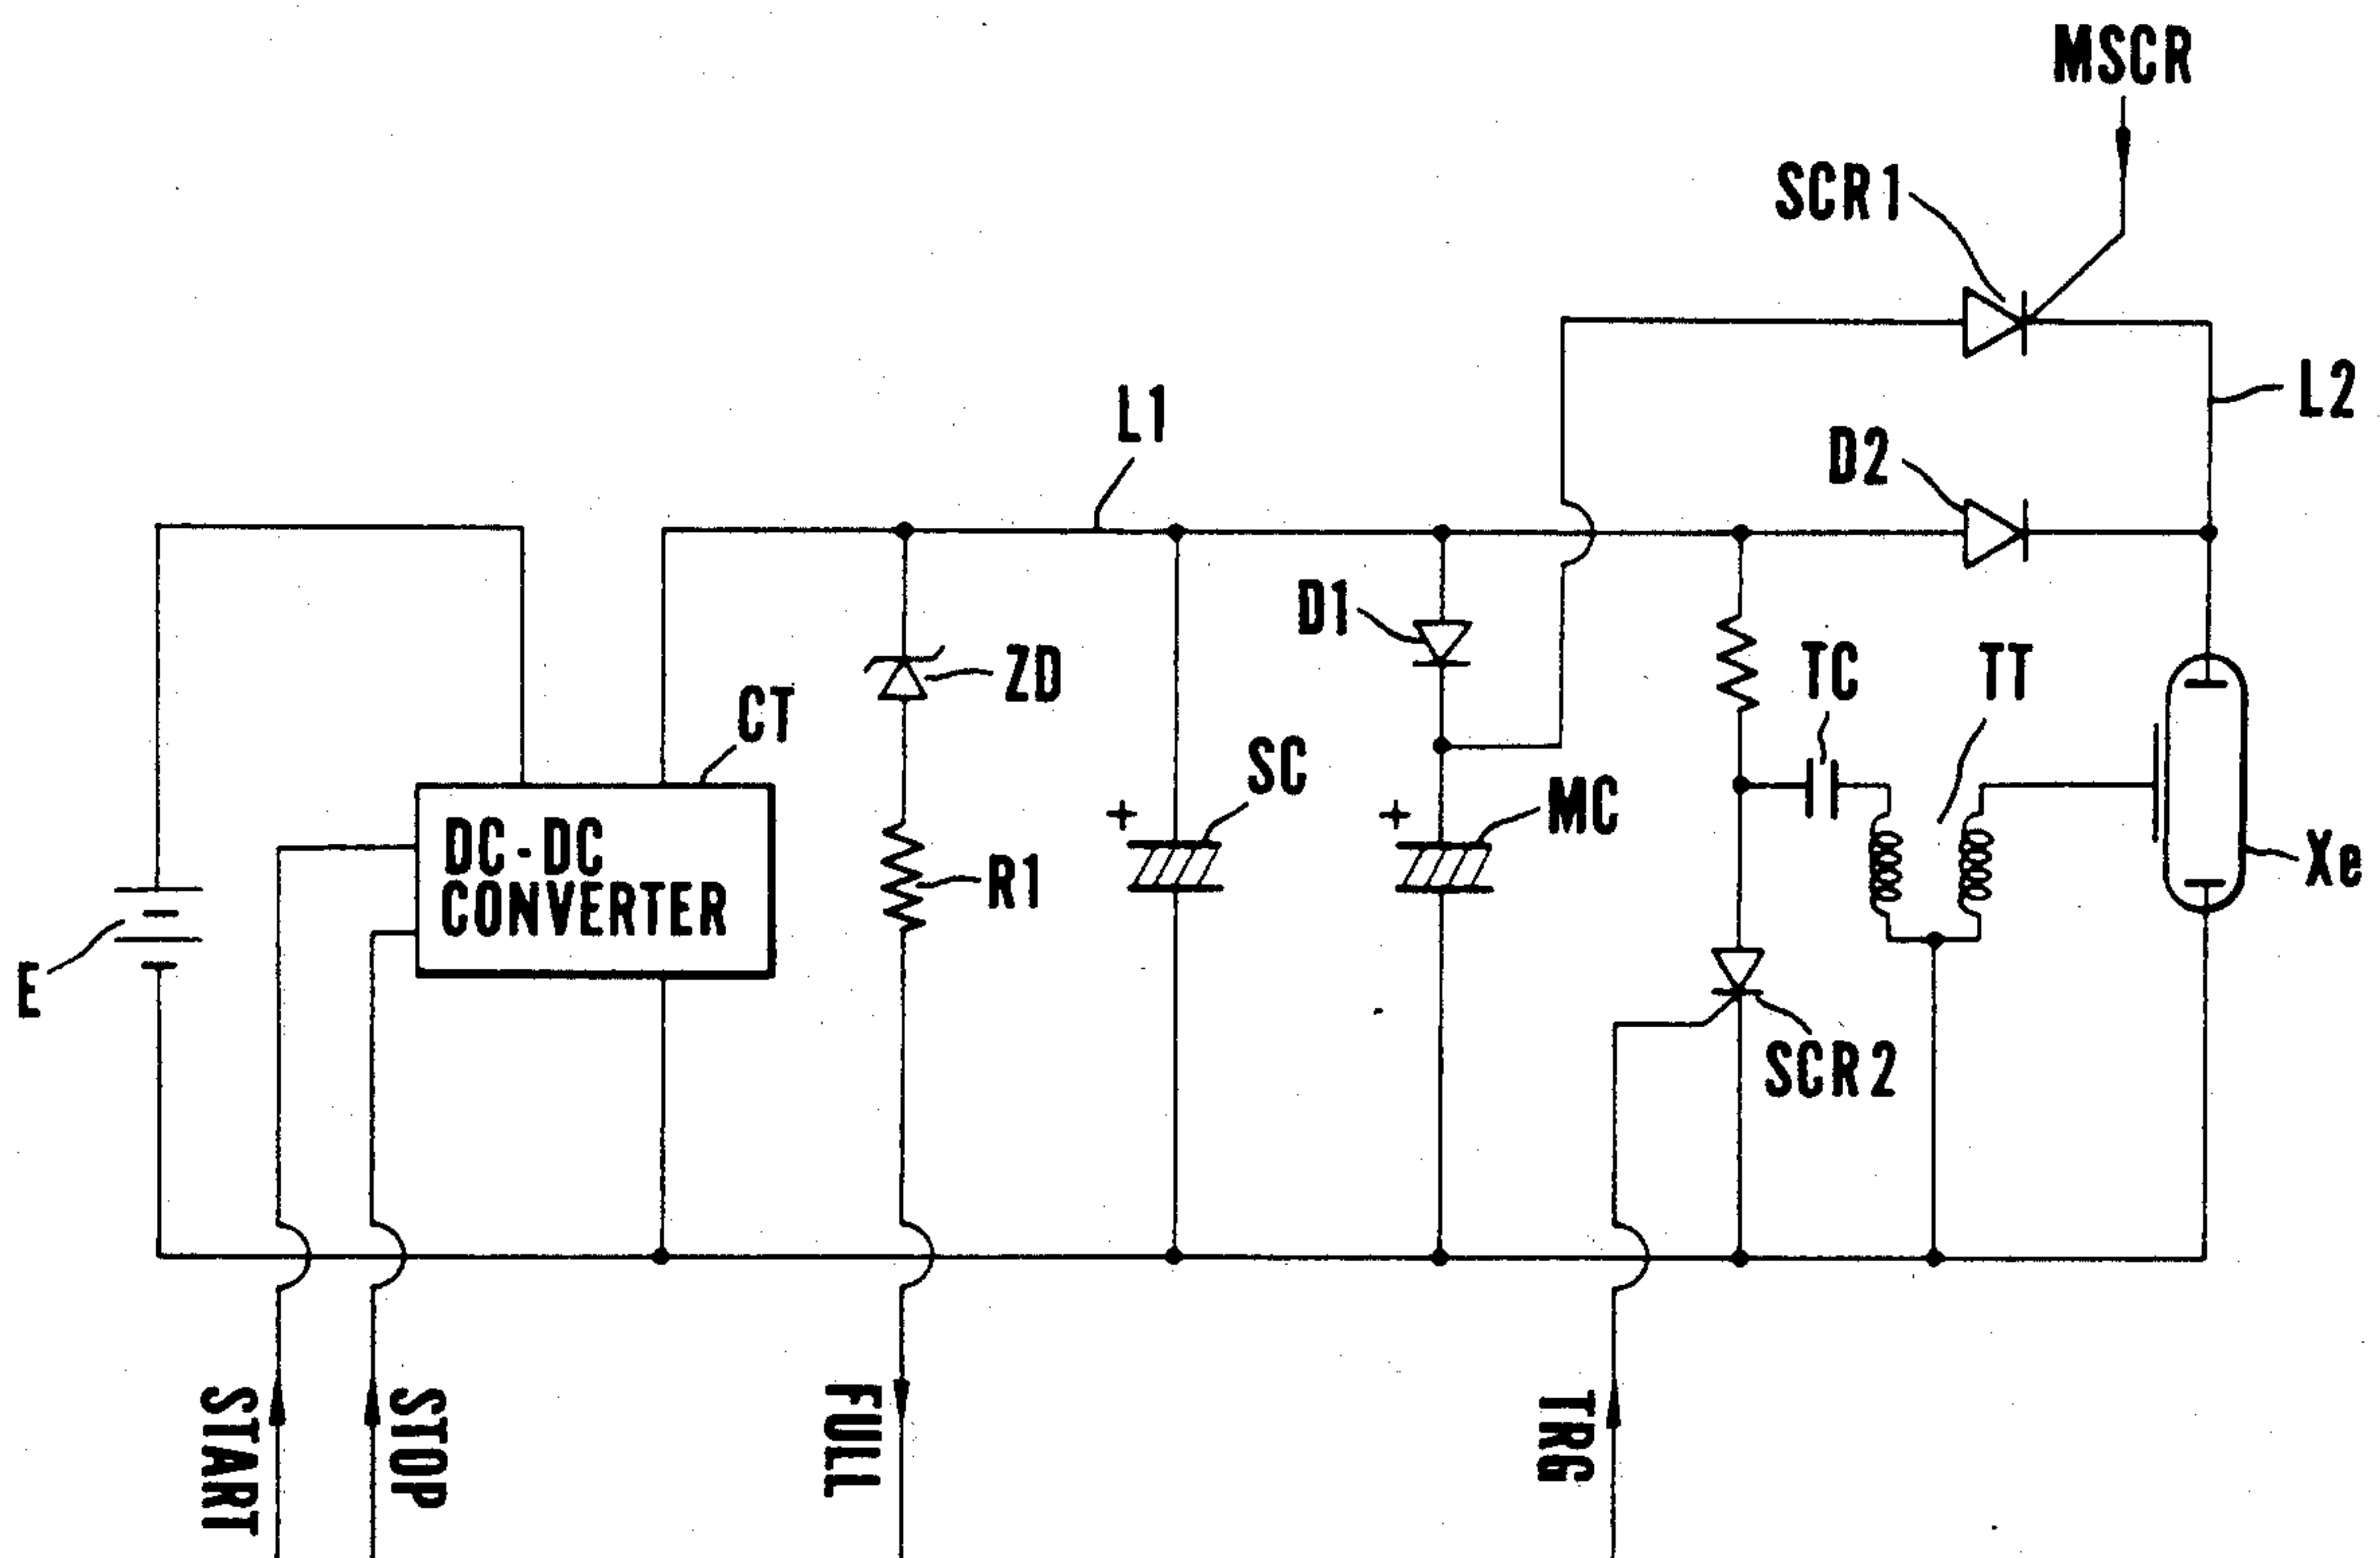 MSCR
SCR1
L1
L2
D2
D1
ZD
TC
TT
CT
SC
MC
+
+
DC-DC
CONVERTER
R1
Xe
E
SCR2
START
STOP
FULL
TRG